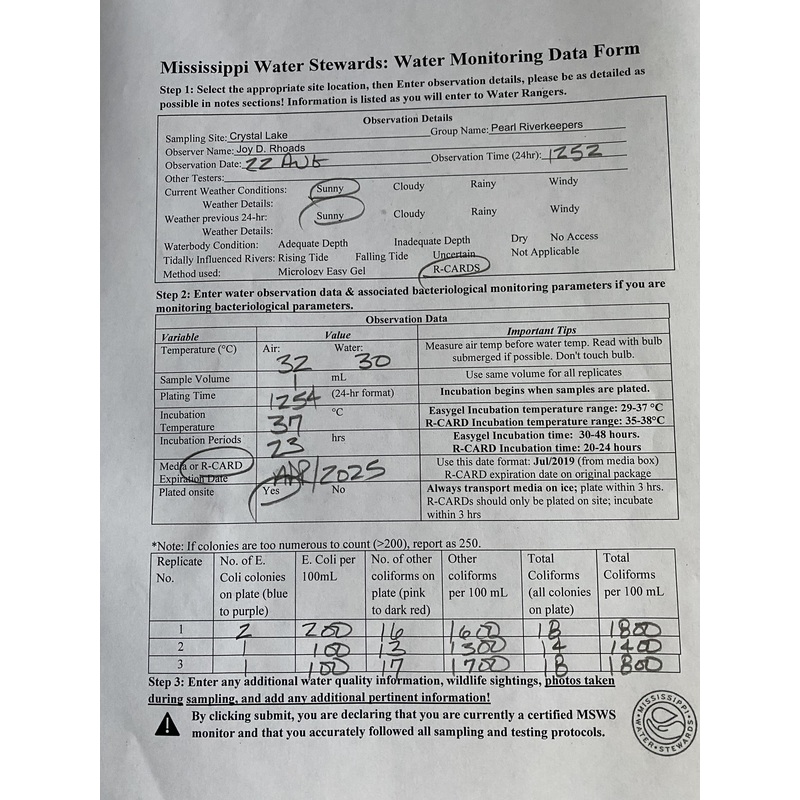 Mississippi Water Stewards: Water Monitoring Data Form
Step 1: Select the appropriate site location, then Enter observation details, please be as detailed as
possible in notes sections! Information is listed as you will enter to Water Rangers.
Observation Details
Sampling Site: Crystal Lake Group Name: Pearl Riverkeepers
Observer Name: Joy D. Rhoads
Observation Date: 22 Observation Time (24hr): 1252
Other Testers:
Current Weather Conditions: Sunny Cloudy Rainy Windy
Weather Details:
Weather previous 24-hr: Sunny Cloudy Rainy Windy
Weather Details:
Waterbody Condition: Adequate Depth Inadequate Depth Dry No Access
Tidally Influenced Rivers: Rising Tide Falling Tide Uncertain Not Applicable
Method used: Micrology Easy Gel R-CARDS
Step 2: Enter water observation data & associated bacteriological monitoring parameters if you are
monitoring bacteriological parameters.
Observation Data
Variable Value Important Tips
Temperature (°C) Air: 32 Water: 30 Measure air temp before water temp. Read with bulb
submerged if possible. Don't touch bulb.
Sample Volume 1 mL Use same volume for all replicates
Plating Time 1254 (24-hr format) Incubation begins when samples are plated.
Incubation
Temperature 37 °C Easygel Incubation temperature range: 29-37 °C
R-CARD Incubation temperature range: 35-38°C
Incubation Periods 23 hrs Easygel Incubation time: 30-48 hours.
R-CARD Incubation time: 20-24 hours
Media or R-CARD
Expiration Date APR/2025 Use this date format: Jul/2019 (from media box)
R-CARD expiration date on original package
Plated onsite Yes No Always transport media on ice; plate within 3 hrs.
R-CARDs should only be plated on site; incubate
within 3 hrs
*Note: If colonies are too numerous to count (>200), report as 250.
Replicate
No.
No. of E.
Coli colonies
on plate (blue
to purple)
E. Coli per
100mL
No. of other
coliforms on
plate (pink
to dark red)
Other
coliforms
per 100 mL
Total
Coliforms
(all colonies
on plate)
Total
Coliforms
per 100 mL
1 2 200 16 1600 18 1800
2 1 100 13 1300 14 1400
3 1 100 17 1700 18 1800
Step 3: Enter any additional water quality information, wildlife sightings, photos taken
during sampling, and add any additional pertinent information!
By clicking submit, you are declaring that you are currently a certified MSWS
monitor and that you accurately followed all sampling and testing protocols.
MISSISSIPPI WATER STEWARDS